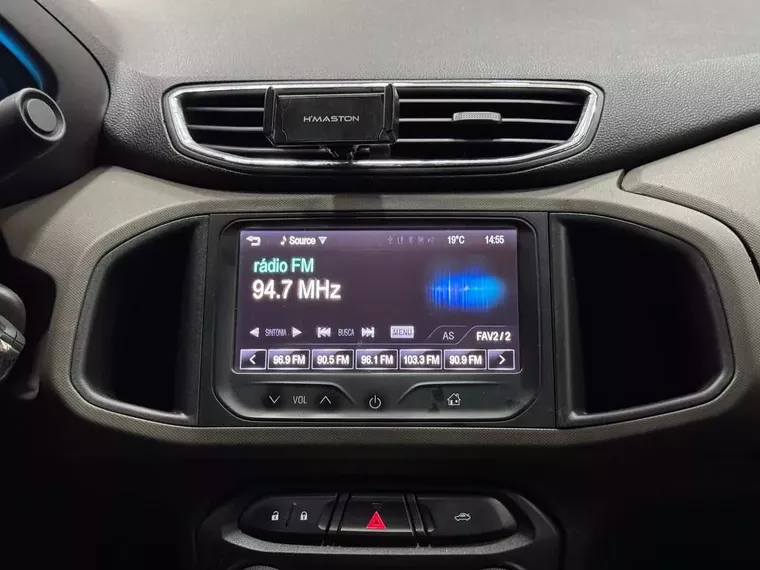 H'MASTON
Source 19°C 14:55
rádio FM
94.7 MHz
SINTONIA BUSCA MENU AS FAV2 / 2
96.9 FM 90.5 FM 96.1 FM 103.3 FM 90.9 FM
VOL